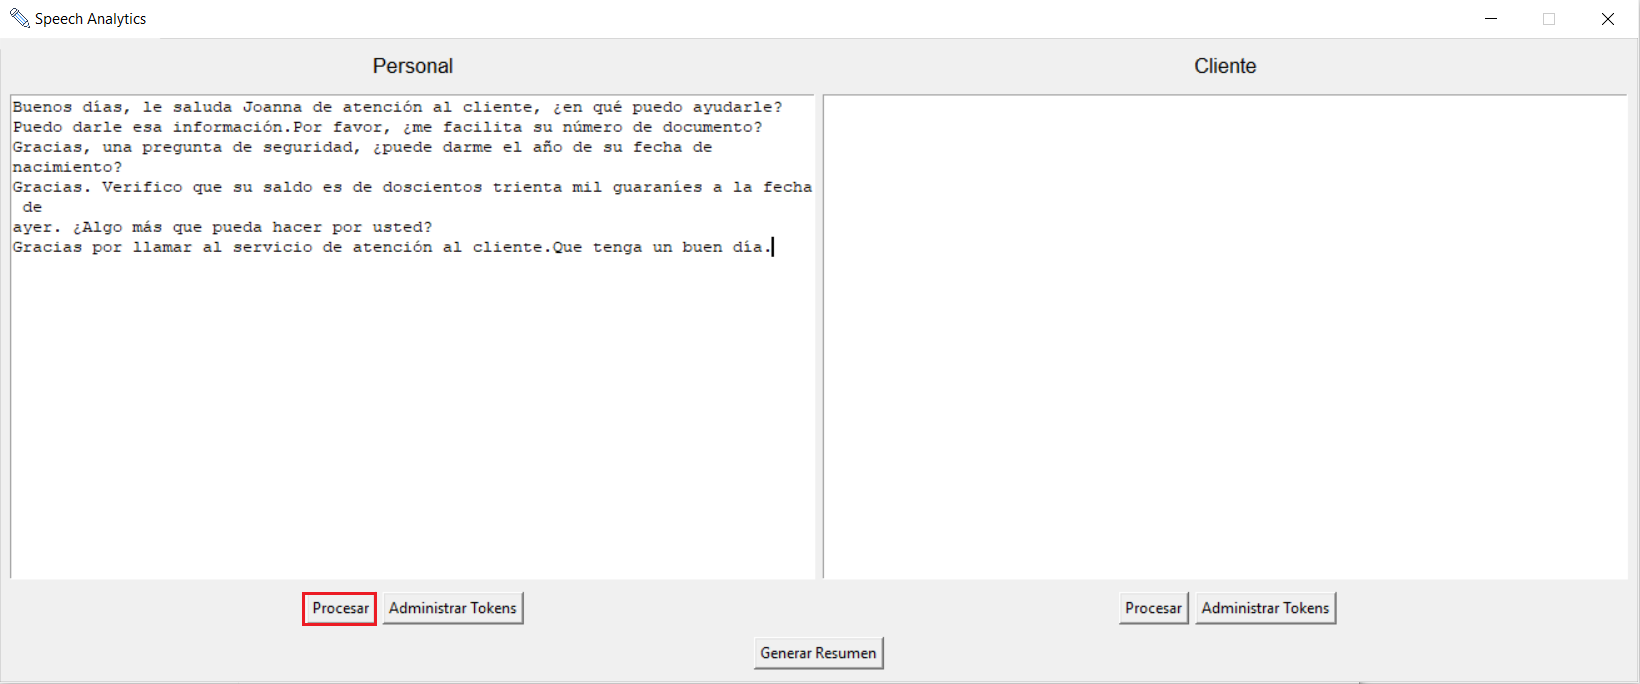 Speech Analytics
Personal
Cliente
Buenos días, le saluda Joanna de atención al cliente, ¿en qué puedo ayudarle?
Puedo darle esa información.Por favor, ¿me facilita su número de documento?
Gracias, una pregunta de seguridad, ¿puede darme el año de su fecha de
nacimiento?
Gracias. Verifico que su saldo es de doscientos trienta mil guaraníes a la fecha
de
ayer. ¿Algo más que pueda hacer por usted?
Gracias por llamar al servicio de atención al cliente.Que tenga un buen día.
Procesar
Administrar Tokens
Procesar
Administrar Tokens
Generar Resumen